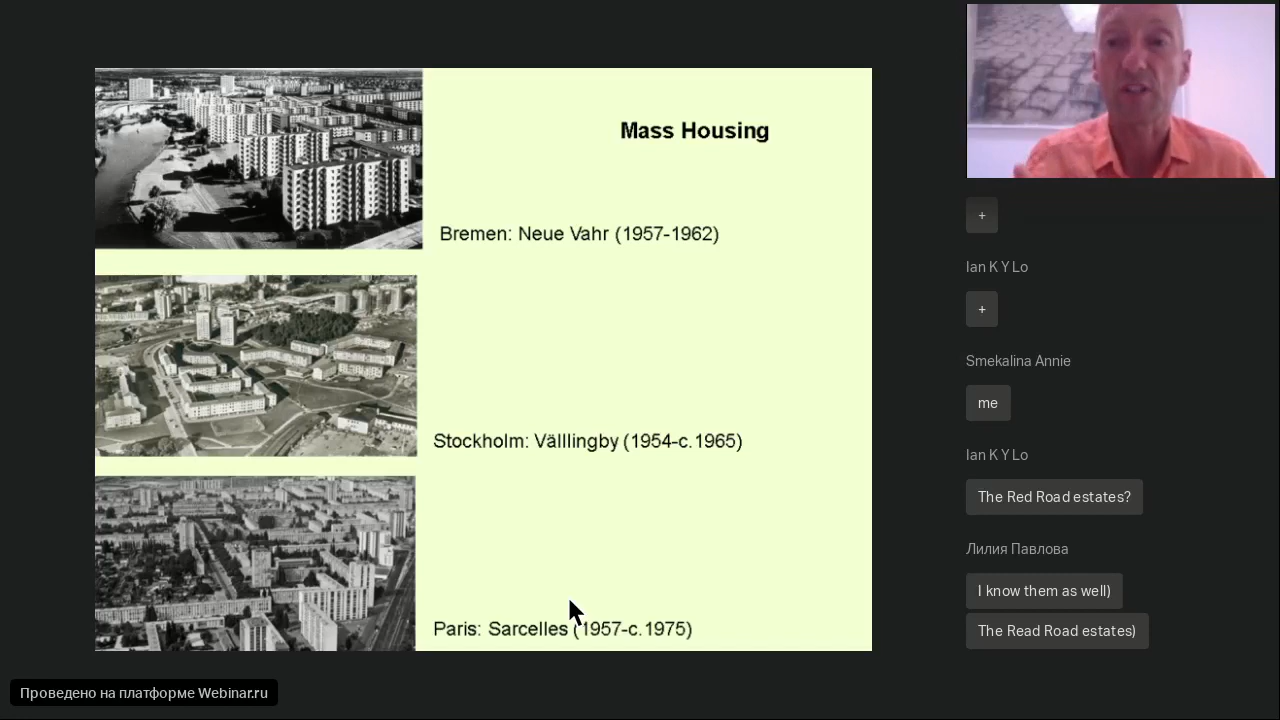 Mass Housing
Bremen: Neue Vahr (1957-1962)
Stockholm: Välllingby (1954-c.1965)
Paris: Sarcelles (1957-c.1975)
+
Ian K Y Lo
+
Smekalina Annie
me
Ian K Y Lo
The Red Road estates?
Лилия Павлова
I know them as well)
The Read Road estates)
Проведено на платформе Webinar.ru